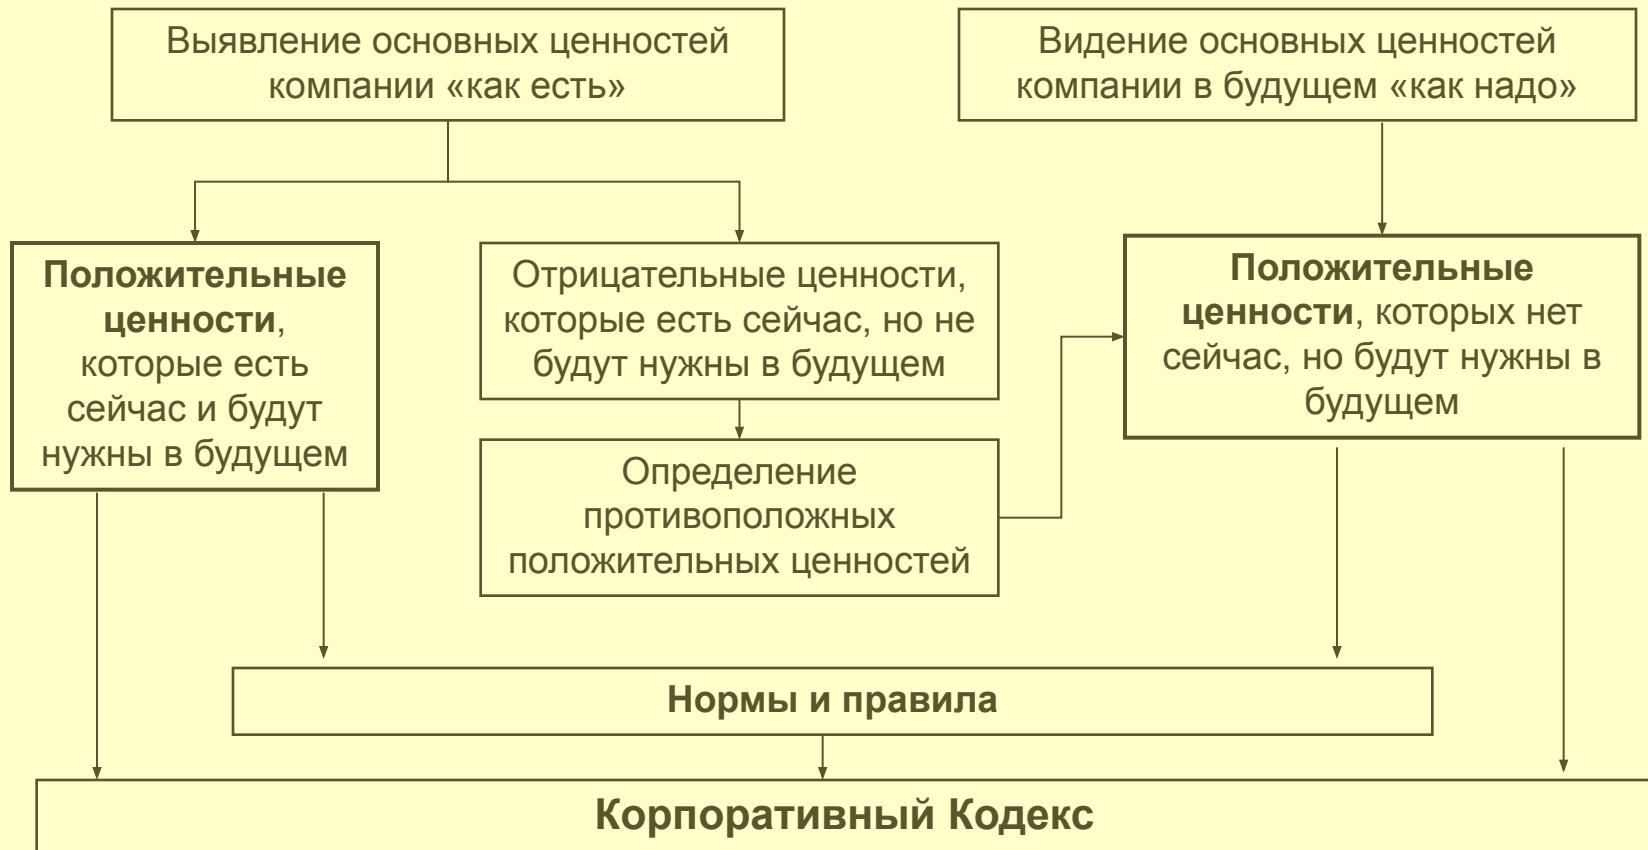 Выявление основных ценностей
компании «как есть»
Видение основных ценностей
компании в будущем «как надо»
Положительные
ценности,
которые есть
сейчас и будут
нужны в будущем
Отрицательные ценности,
которые есть сейчас, но не
будут нужны в будущем
Определение
противоположных
положительных ценностей
Положительные
ценности, которых нет
сейчас, но будут нужны в
будущем
Нормы и правила
Корпоративный Кодекс